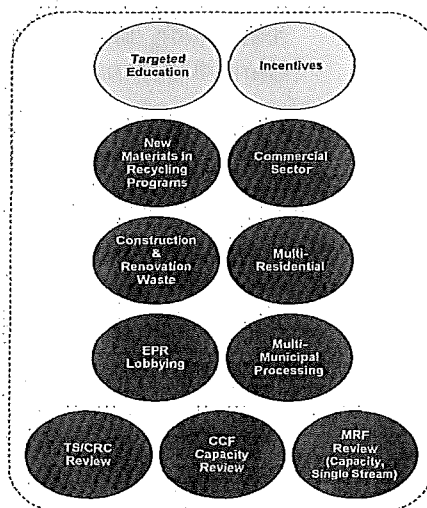 Targeted
Education
Incentives
New
Materials in
Recycling
Programs
Commercial
Sector
Construction
&
Renovation
Waste
Multi-
Residential
EPR
Lobbying
Multi-
Municipal
Processing
TS/CRC
Review
CCF
Capacity
Review
MRF
Review
(Capacity,
Single Stream)